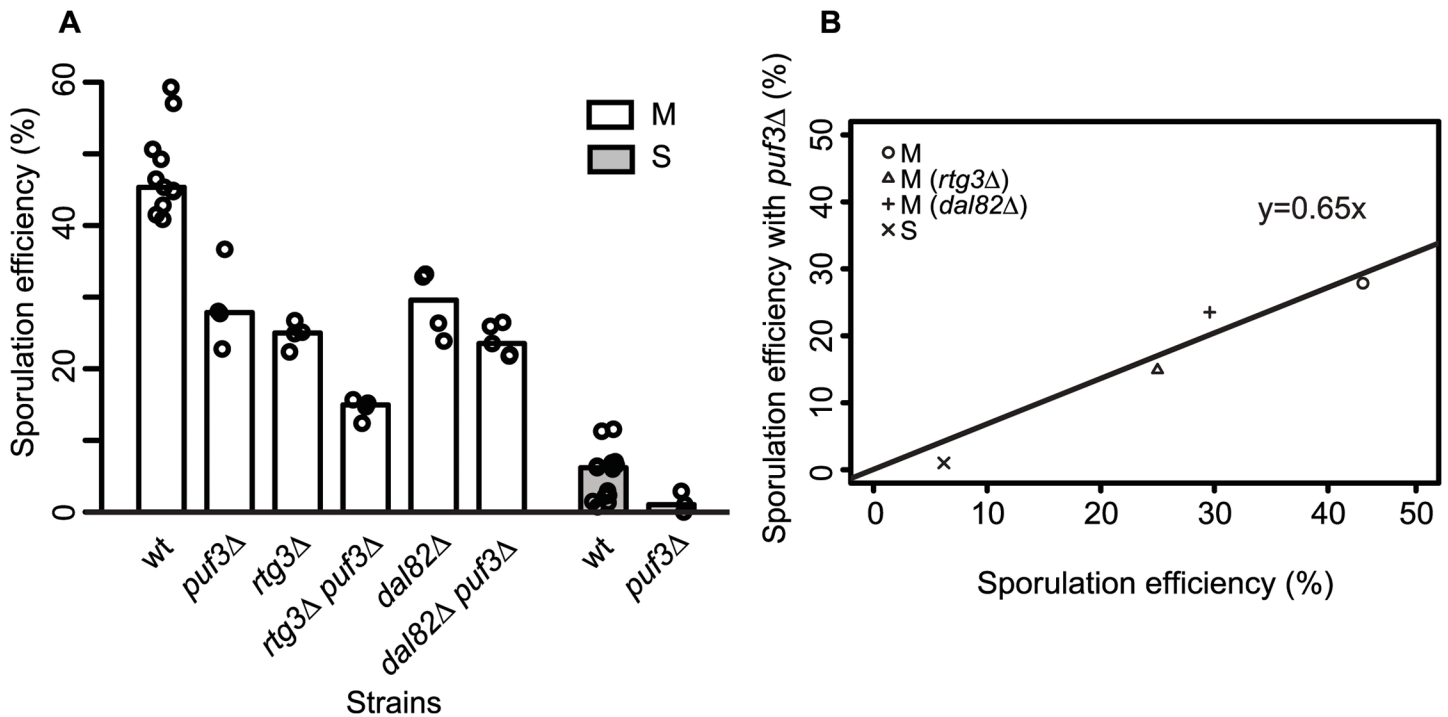 A
Sporulation efficiency (%)
60
40
20
0
M
S
wt
puf3Δ
rtg3Δ
rtg3Δ puf3Δ
dal82Δ
dal82Δ puf3Δ
wt
puf3Δ
Strains
B
Sporulation efficiency with puf3Δ (%)
50
40
30
20
10
0
M
M (rtg3Δ)
M (dal82Δ)
S
y=0.65x
0 10 20 30 40 50
Sporulation efficiency (%)